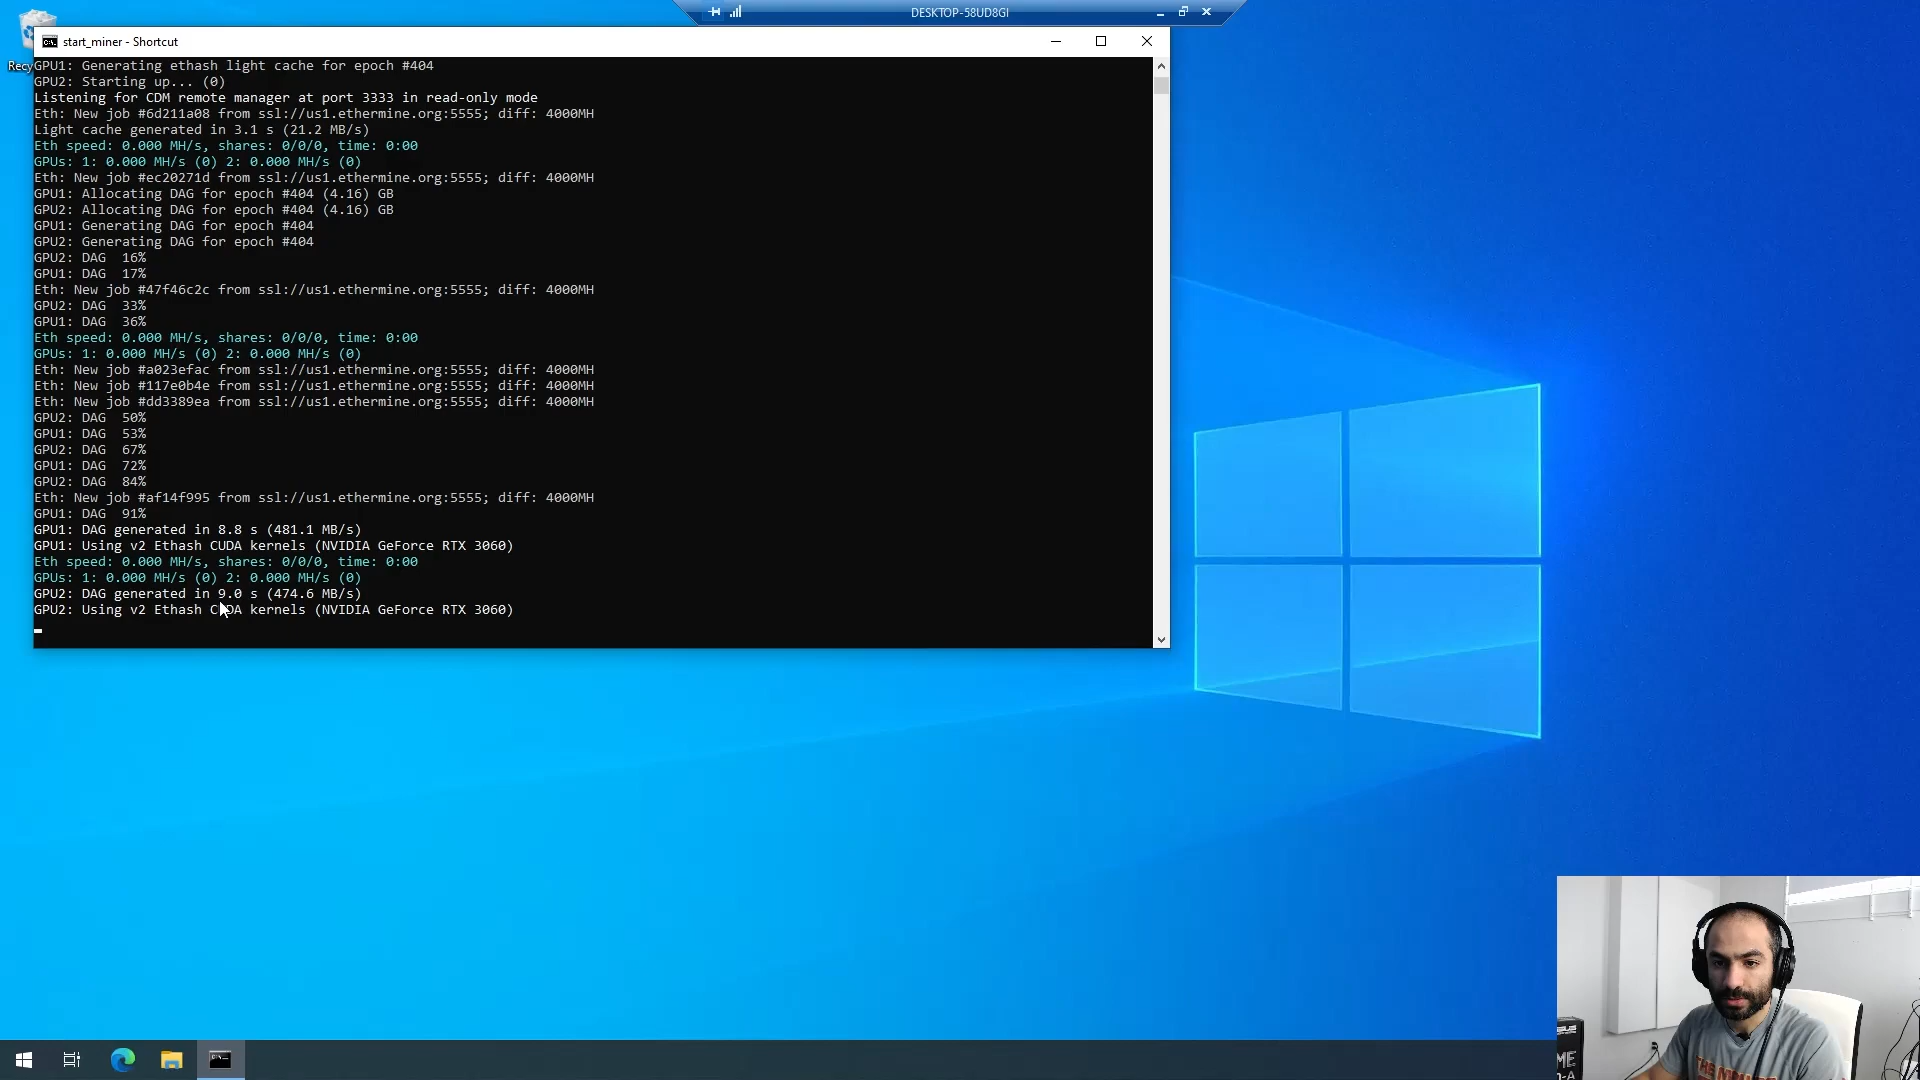 DESKTOP-58UD8GI
start_miner - Shortcut
Recy
GPU1: Generating ethash light cache for epoch #404
GPU2: Starting up... (0)
Listening for CDM remote manager at port 3333 in read-only mode
Eth: New job #6d211a08 from ssl://us1.ethermine.org:5555; diff: 4000MH
Light cache generated in 3.1 s (21.2 MB/s)
Eth speed: 0.000 MH/s, shares: 0/0/0, time: 0:00
GPUs: 1: 0.000 MH/s (0) 2: 0.000 MH/s (0)
Eth: New job #ec20271d from ssl://us1.ethermine.org:5555; diff: 4000MH
GPU1: Allocating DAG for epoch #404 (4.16) GB
GPU2: Allocating DAG for epoch #404 (4.16) GB
GPU1: Generating DAG for epoch #404
GPU2: Generating DAG for epoch #404
GPU2: DAG  16%
GPU1: DAG  17%
Eth: New job #47f46c2c from ssl://us1.ethermine.org:5555; diff: 4000MH
GPU2: DAG  33%
GPU1: DAG  36%
Eth speed: 0.000 MH/s, shares: 0/0/0, time: 0:00
GPUs: 1: 0.000 MH/s (0) 2: 0.000 MH/s (0)
Eth: New job #a023efac from ssl://us1.ethermine.org:5555; diff: 4000MH
Eth: New job #117e0b4e from ssl://us1.ethermine.org:5555; diff: 4000MH
Eth: New job #dd3389ea from ssl://us1.ethermine.org:5555; diff: 4000MH
GPU2: DAG  50%
GPU1: DAG  53%
GPU2: DAG  67%
GPU1: DAG  72%
GPU2: DAG  84%
Eth: New job #af14f995 from ssl://us1.ethermine.org:5555; diff: 4000MH
GPU1: DAG  91%
GPU1: DAG generated in 8.8 s (481.1 MB/s)
GPU1: Using v2 Ethash CUDA kernels (NVIDIA GeForce RTX 3060)
Eth speed: 0.000 MH/s, shares: 0/0/0, time: 0:00
GPUs: 1: 0.000 MH/s (0) 2: 0.000 MH/s (0)
GPU2: DAG generated in 9.0 s (474.6 MB/s)
GPU2: Using v2 Ethash CUDA kernels (NVIDIA GeForce RTX 3060)